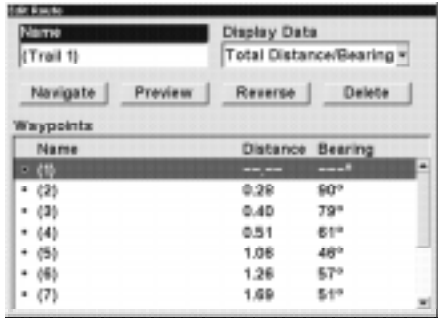 Edit Route
Name Display Data
(Trail 1) Total Distance/Bearing
Navigate Preview Reverse Delete
Waypoints
Name Distance Bearing
(1) --.-- ---°
(2) 0.28 90°
(3) 0.40 79°
(4) 0.51 61°
(5) 1.06 46°
(6) 1.26 57°
(7) 1.69 51°